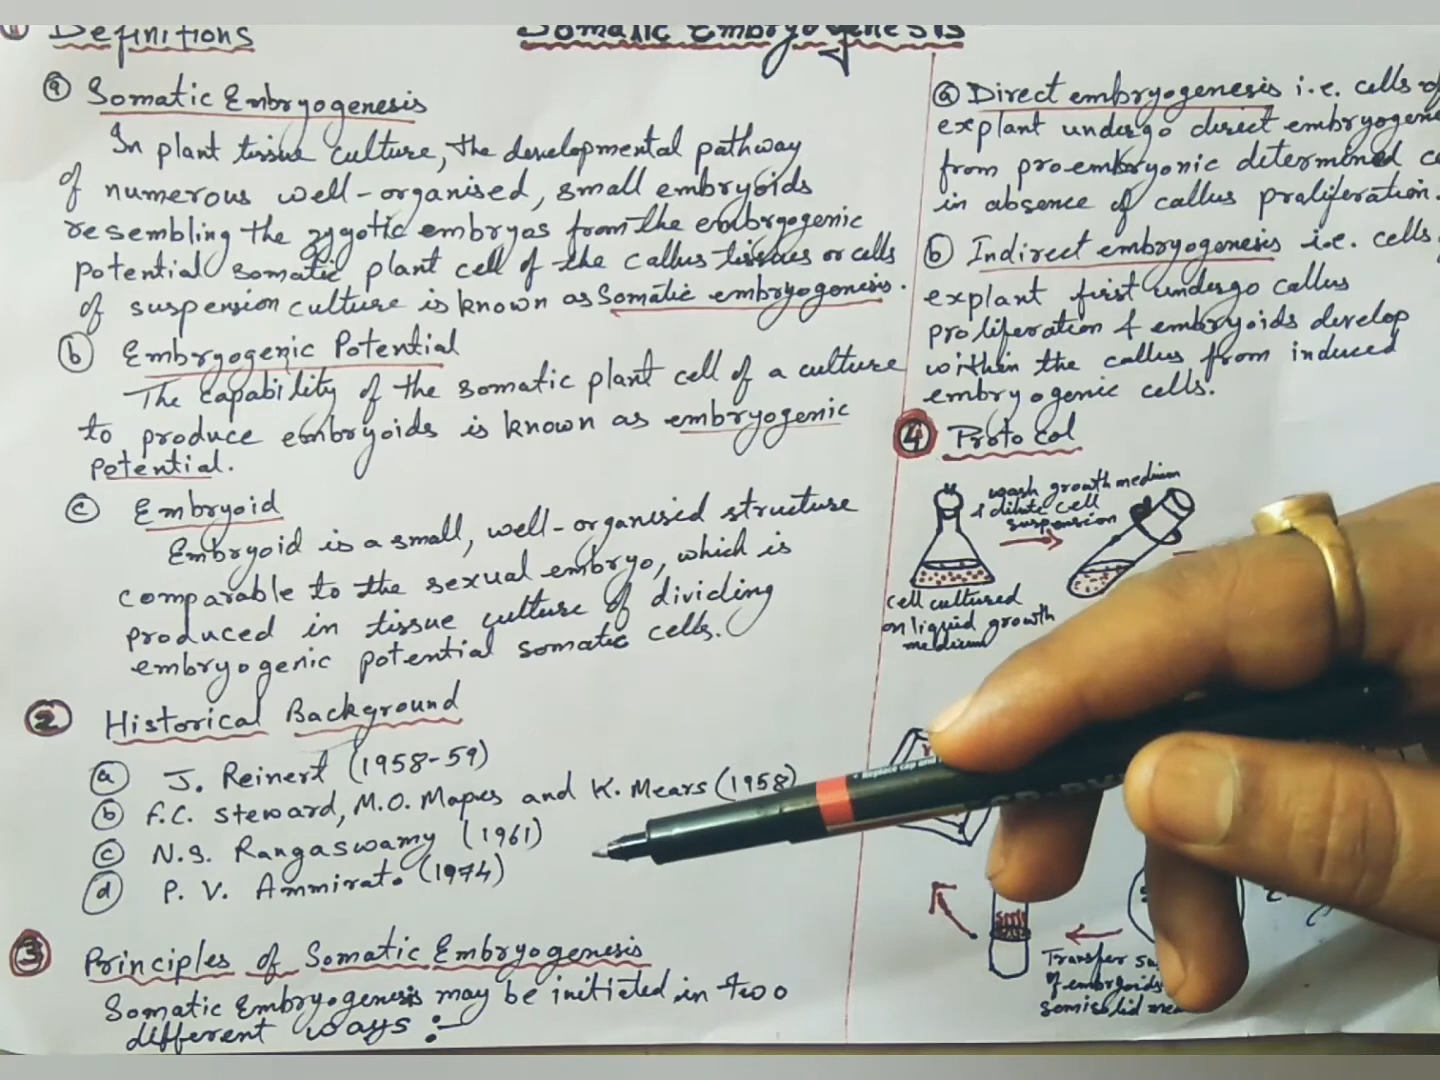 Somatic Embryogenesis
① Definitions
ⓐ Somatic Embryogenesis
In plant tissue culture, the developmental pathway
of numerous well-organised, small embryoids
resembling the zygotic embryos from the embryogenic
potential somatic plant cell of the callus tissues or cells
of suspension culture is known as Somatic embryogenesis.
ⓑ Embryogenic Potential
The capability of the somatic plant cell of a culture
to produce embryoids is known as embryogenic
potential.
ⓒ Embryoid
Embryoid is a small, well-organised structure
comparable to the sexual embryo, which is
produced in tissue culture of dividing
embryogenic potential somatic cells.
② Historical Background
ⓐ J. Reinert (1958-59)
ⓑ F.C. Steward, M.O. Mapes and K. Mears (1958)
ⓒ N.S. Rangaswamy (1961)
ⓓ P. V. Ammirato (1974)
③ Principles of Somatic Embryogenesis
Somatic Embryogenesis may be initiated in two
different ways :-
ⓐ Direct embryogenesis i.e. cells of
explant undergo direct embryogene
from proembryonic determined ce
in absence of callus proliferation.
ⓑ Indirect embryogenesis i.e. cells
explant first undergo callus
proliferation & embryoids develop
within the callus from induced
embryogenic cells.
④ Protocol
wash growth medium
& dilute cell
suspension
cell cultured
on liquid growth
medium
Transfer
of embryoids
semisolid